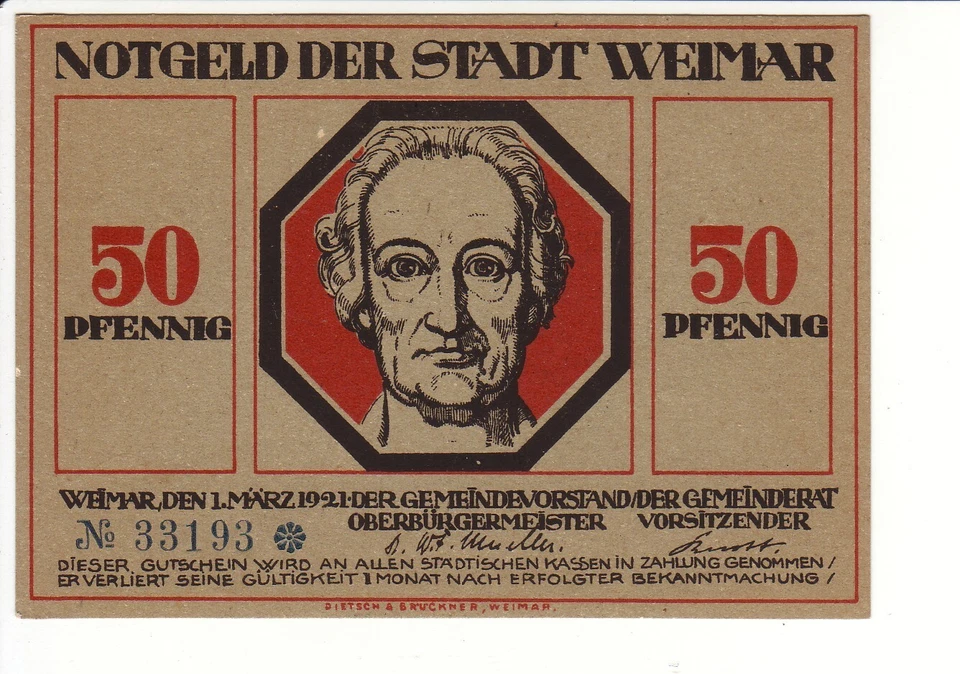 NOTGELD DER STADT WEIMAR
50
PFENNIG
50
PFENNIG
WEIMAR, DEN 1. MÄRZ 1921·DER GEMEINDEVORSTAND/DER GEMEINDERAT
OBERBÜRGERMEISTER VORSITZENDER
№ 33193
DIESER GUTSCHEIN WIRD AN ALLEN STÄDTISCHEN KASSEN IN ZAHLUNG GENOMMEN /
ER VERLIERT SEINE GÜLTIGKEIT 1 MONAT NACH ERFOLGTER BEKANNTMACHUNG /
DIETSCH & BRÜCKNER, WEIMAR.